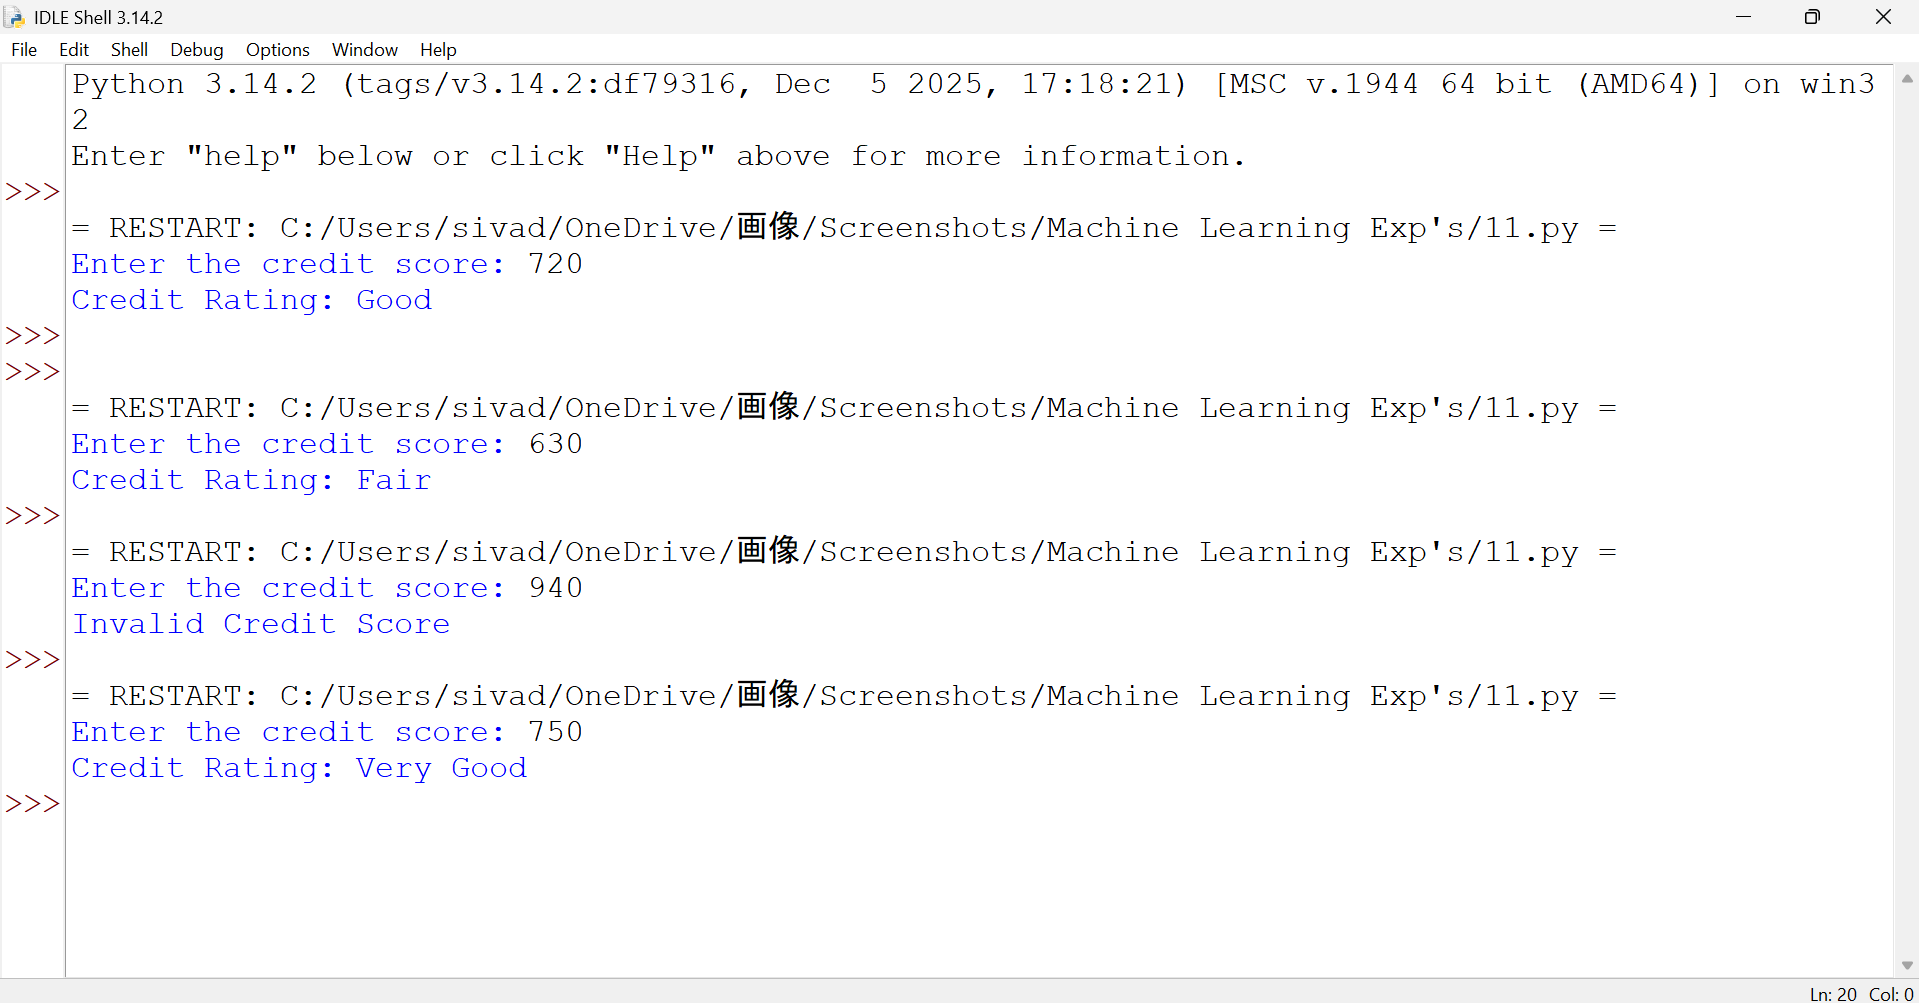 IDLE Shell 3.14.2
File Edit Shell Debug Options Window Help
Python 3.14.2 (tags/v3.14.2:df79316, Dec  5 2025, 17:18:21) [MSC v.1944 64 bit (AMD64)] on win3
2
Enter "help" below or click "Help" above for more information.
>>>
= RESTART: C:/Users/sivad/OneDrive/画像/Screenshots/Machine Learning Exp's/11.py =
Enter the credit score: 720
Credit Rating: Good
>>>
>>>
= RESTART: C:/Users/sivad/OneDrive/画像/Screenshots/Machine Learning Exp's/11.py =
Enter the credit score: 630
Credit Rating: Fair
>>>
= RESTART: C:/Users/sivad/OneDrive/画像/Screenshots/Machine Learning Exp's/11.py =
Enter the credit score: 940
Invalid Credit Score
>>>
= RESTART: C:/Users/sivad/OneDrive/画像/Screenshots/Machine Learning Exp's/11.py =
Enter the credit score: 750
Credit Rating: Very Good
>>>
Ln: 20 Col: 0